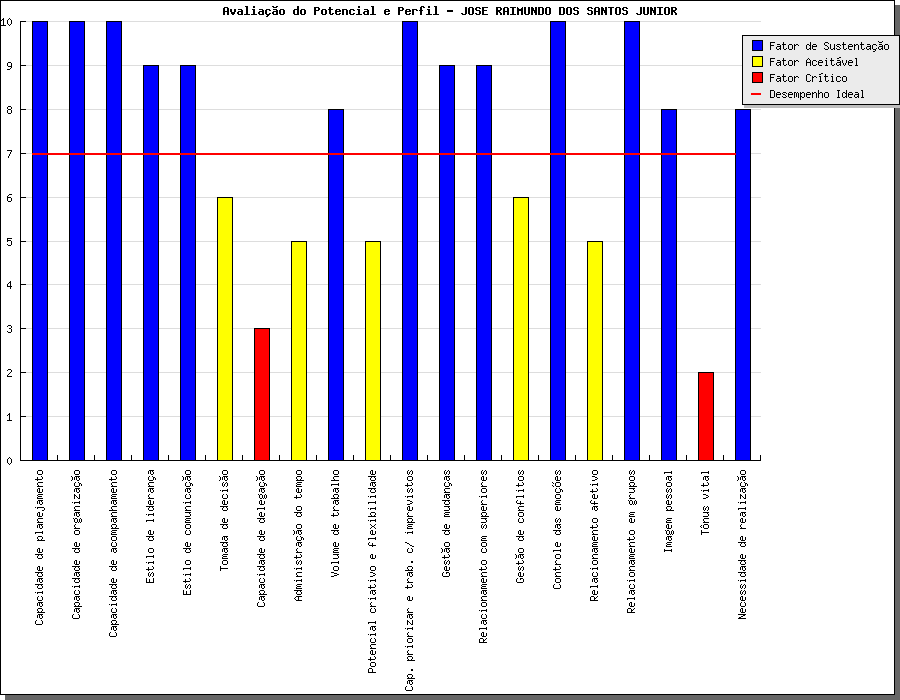 Avaliação do Potencial e Perfil - JOSE RAIMUNDO DOS SANTOS JUNIOR
Fator de Sustentação
Fator Aceitável
Fator Crítico
Desempenho Ideal
10
9
8
7
6
5
4
3
2
1
0
Capacidade de planejamento
Capacidade de organização
Capacidade de acompanhamento
Estilo de liderança
Estilo de comunicação
Tomada de decisão
Capacidade de delegação
Administração do tempo
Volume de trabalho
Potencial criativo e flexibilidade
Cap. priorizar e trab. c/ imprevistos
Gestão de mudanças
Relacionamento com superiores
Gestão de conflitos
Controle das emoções
Relacionamento afetivo
Relacionamento em grupos
Imagem pessoal
Tônus vital
Necessidade de realização